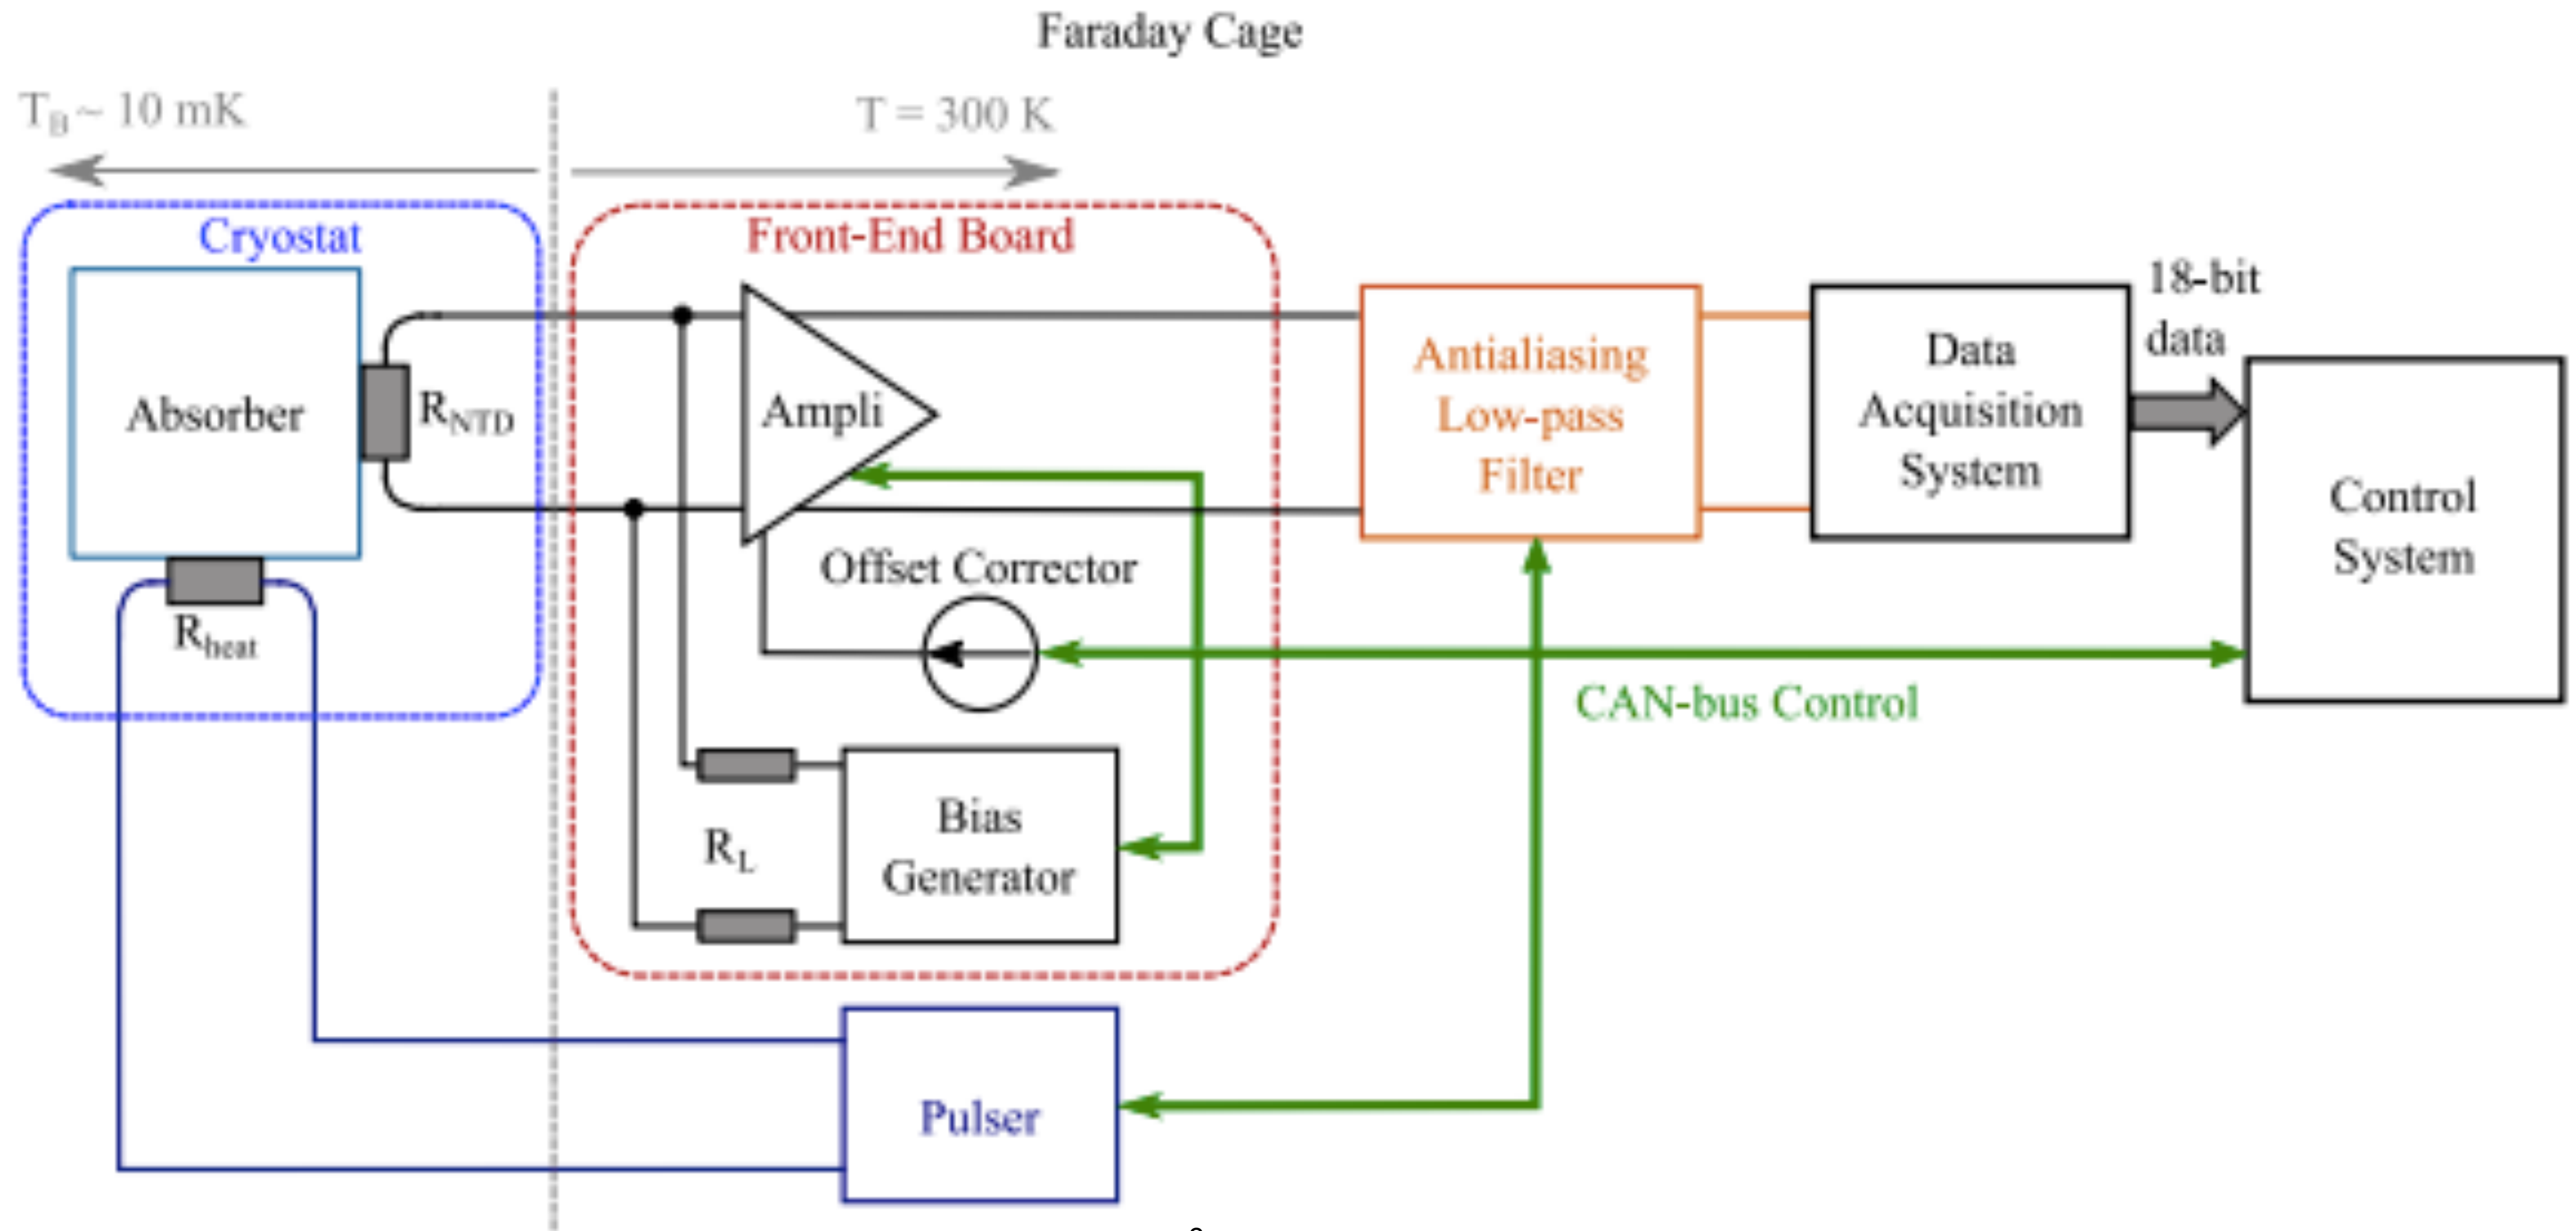 Faraday Cage
T_B ~ 10 mK
T = 300 K
Cryostat
Front-End Board
Absorber
R_NTD
R_heat
Ampli
Offset Corrector
R_L
Bias
Generator
Pulser
Antialiasing
Low-pass
Filter
Data
Acquisition
System
18-bit
data
Control
System
CAN-bus Control